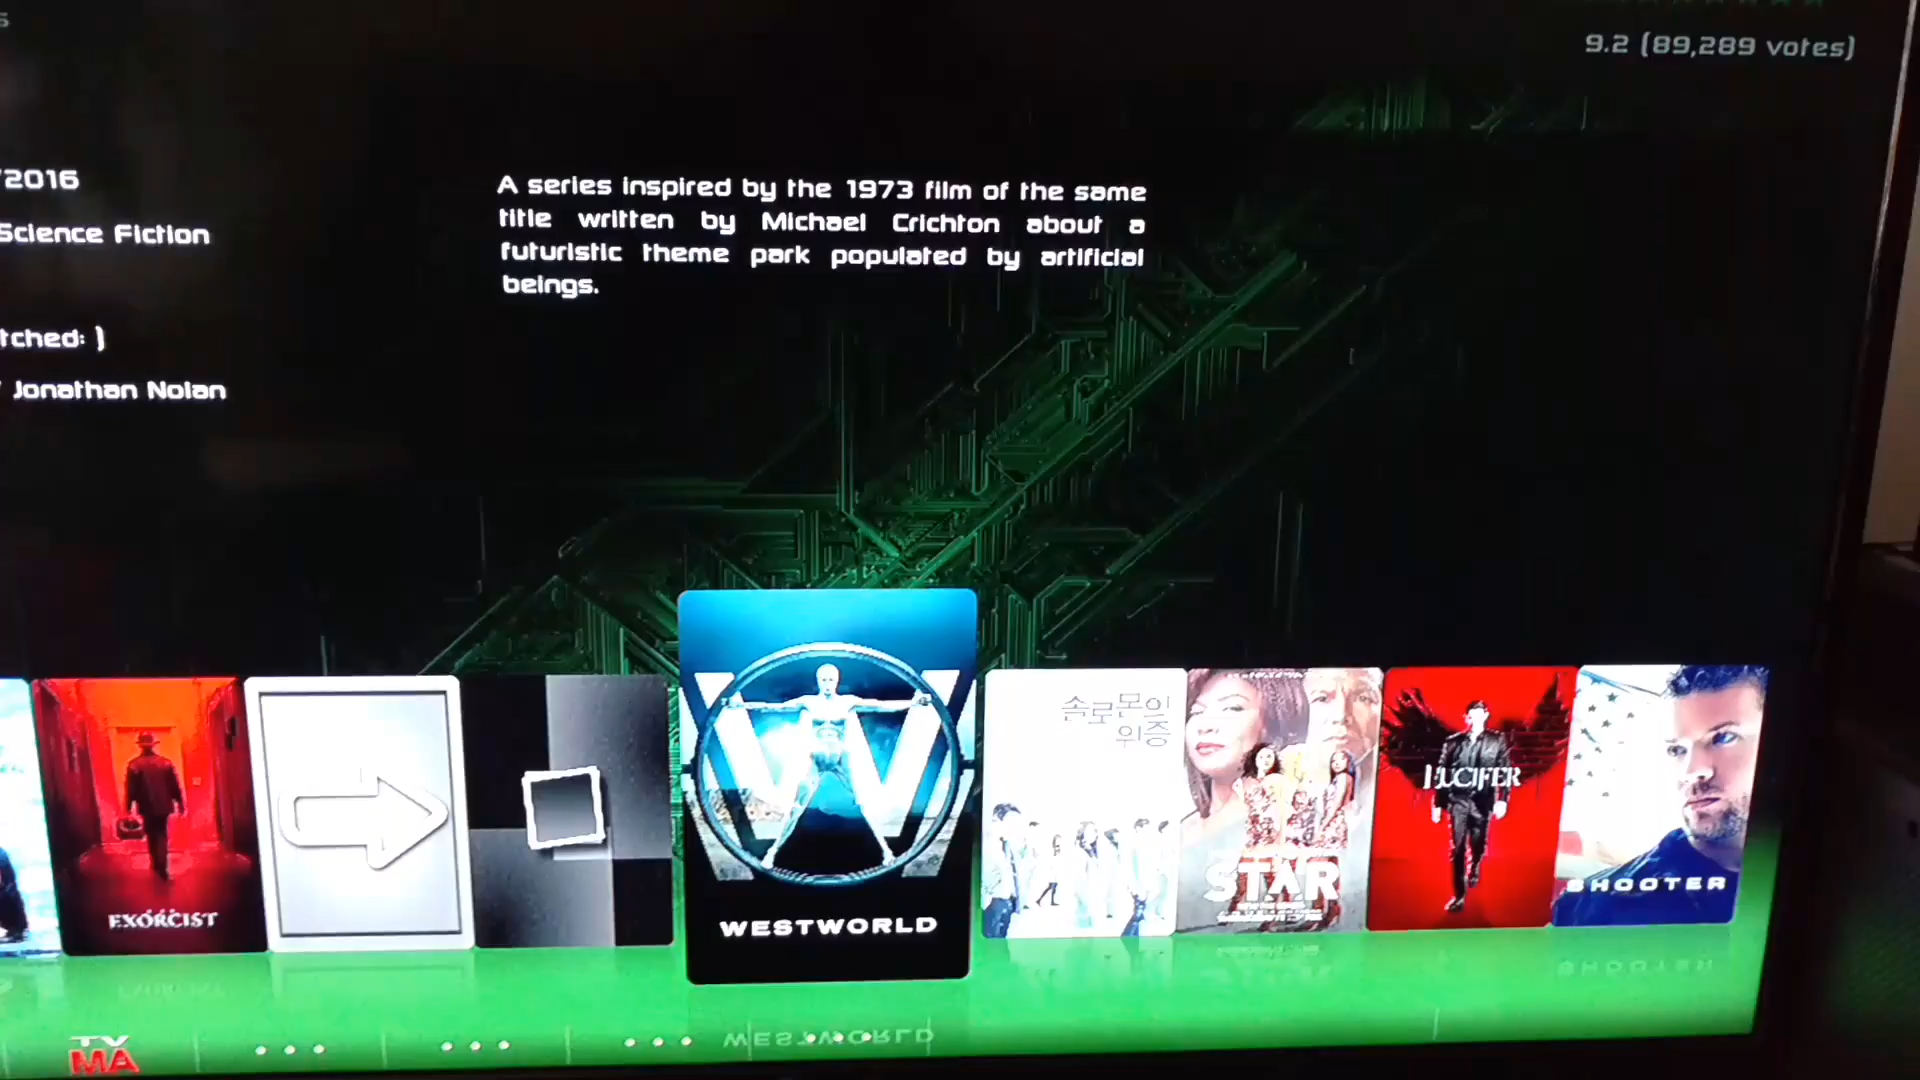 9.2 (89,289 votes)
/2016
Science Fiction
tched: )
Jonathan Nolan
A series inspired by the 1973 film of the same
title written by Michael Crichton about a
futuristic theme park populated by artificial
beings.
EXORCIST
W
WESTWORLD
솔로몬의
위증
STAR
LUCIFER
SHOOTER
TV
MA